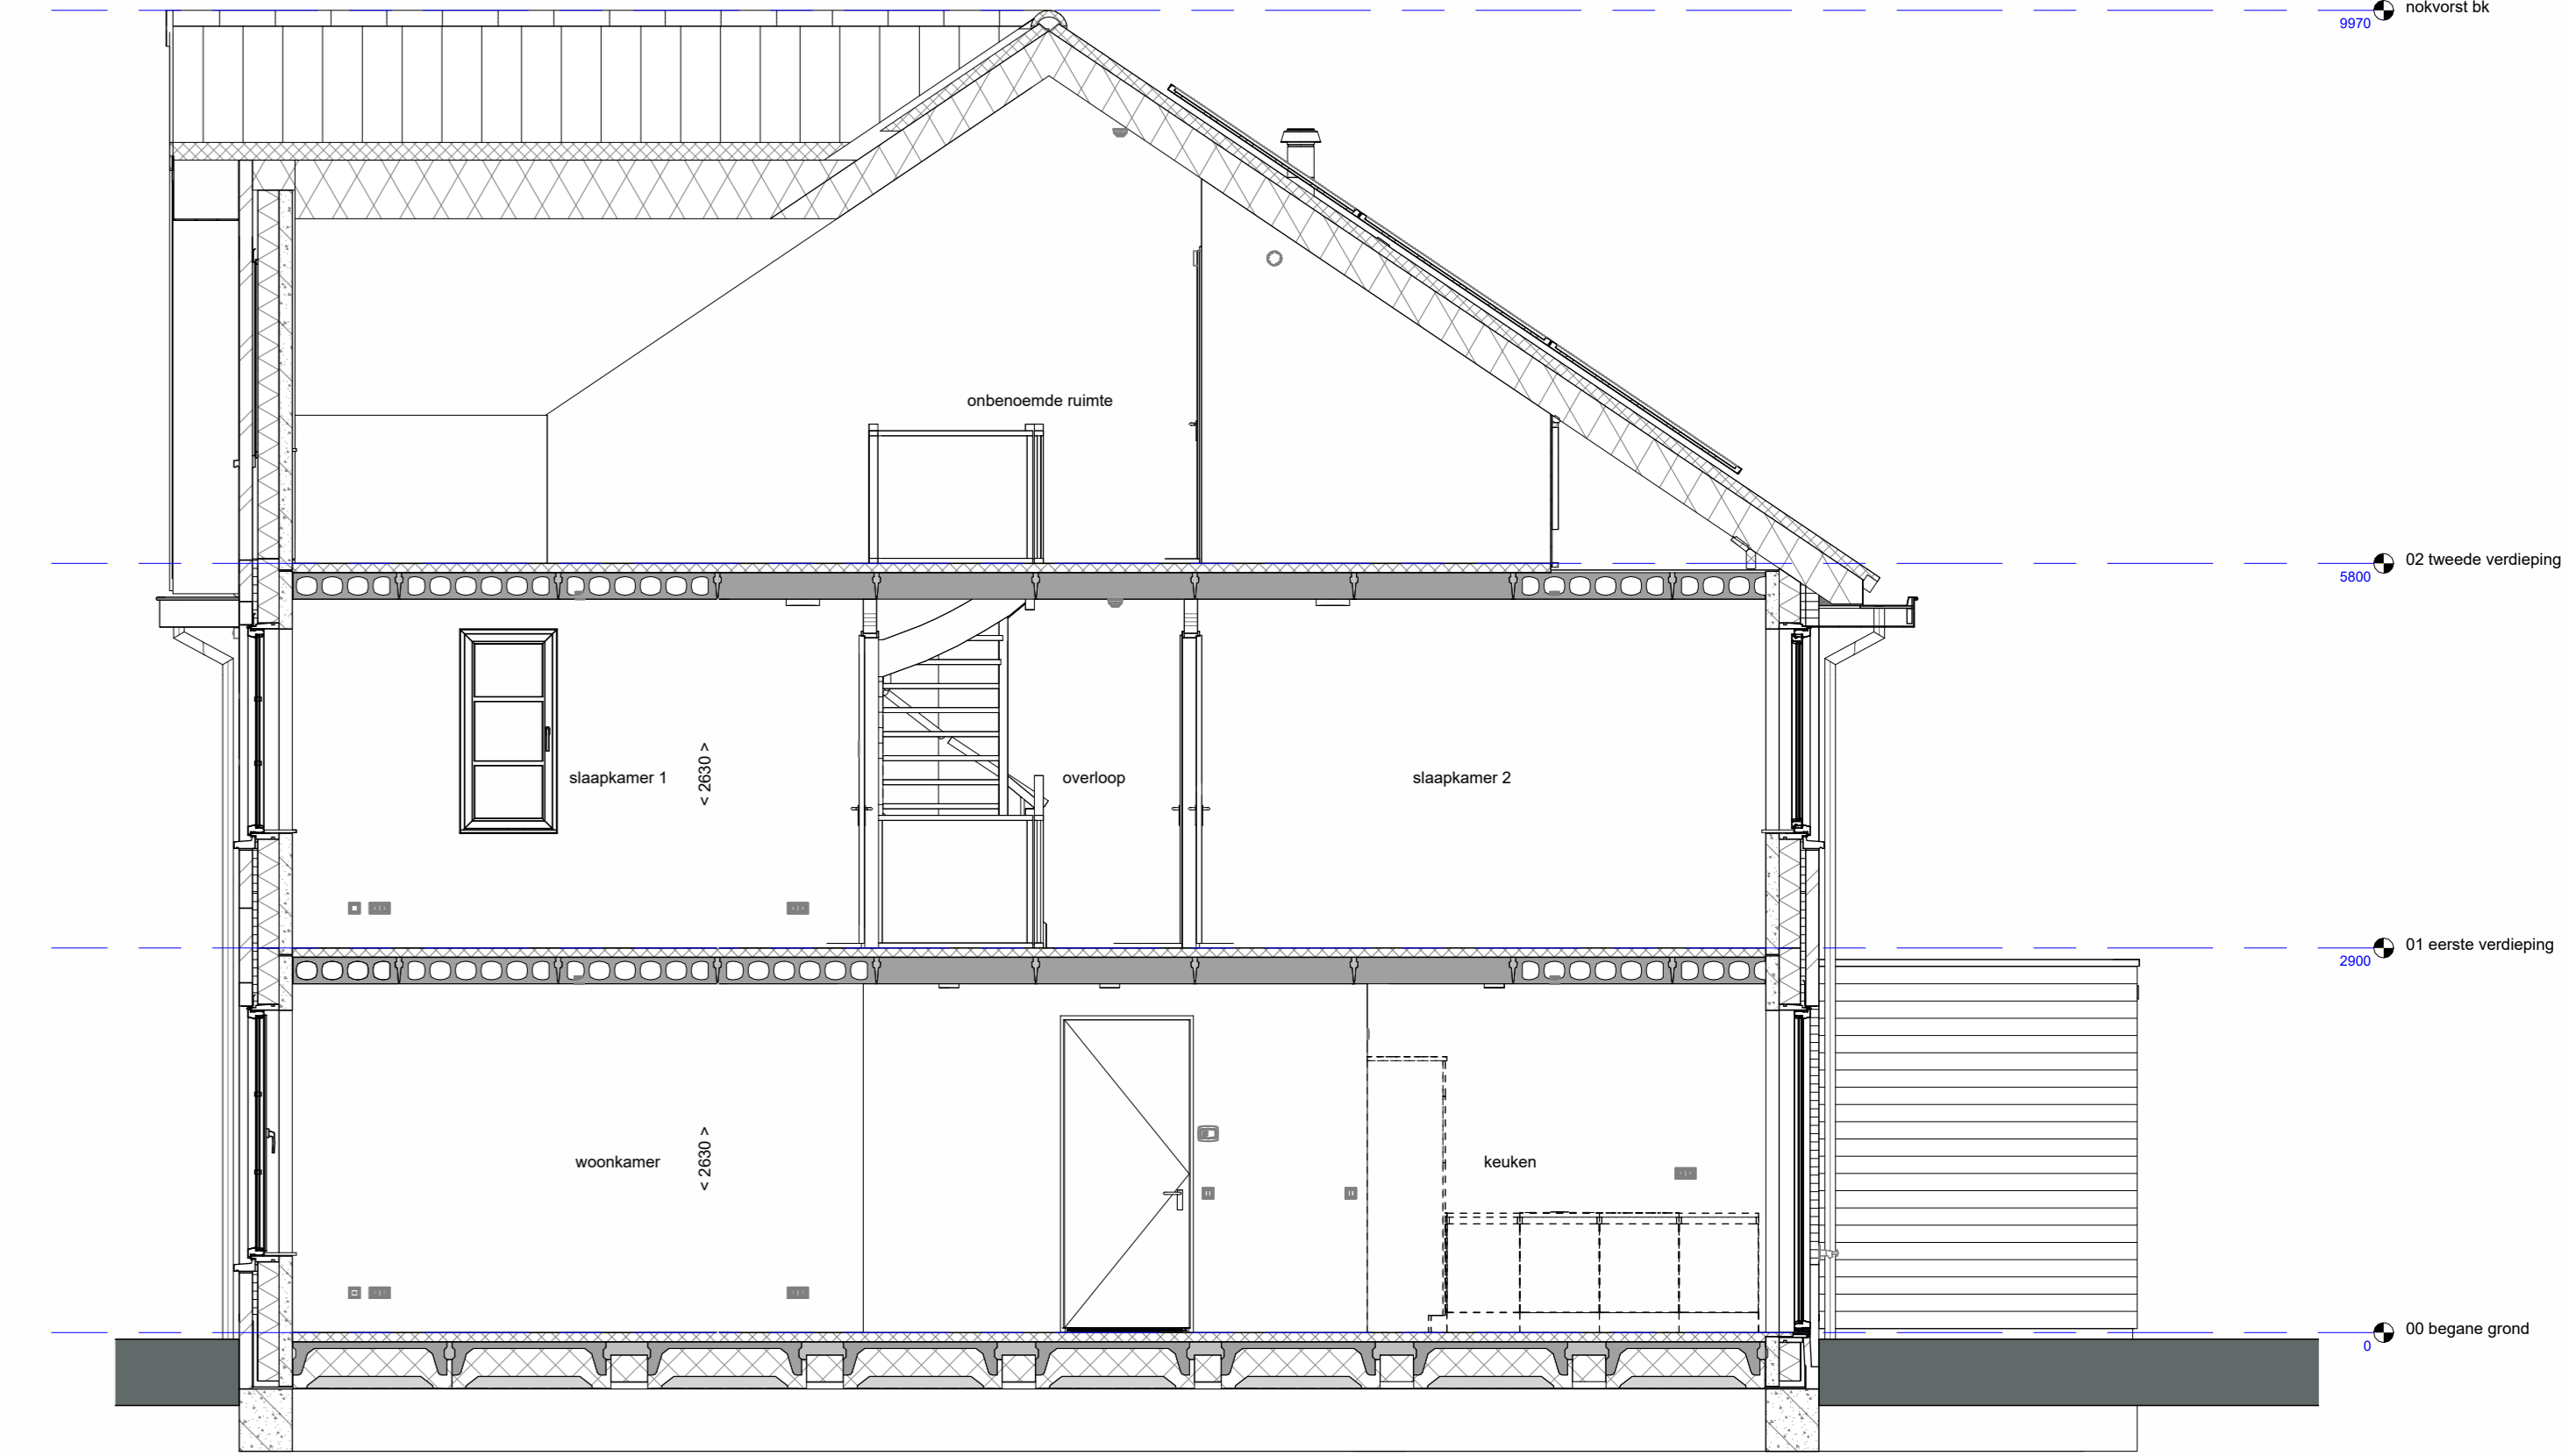 nokvorst bk
9970
onbenoemde ruimte
02 tweede verdieping
5800
slaapkamer 1
< 2630 >
overloop
slaapkamer 2
01 eerste verdieping
2900
woonkamer
< 2630 >
keuken
00 begane grond
0